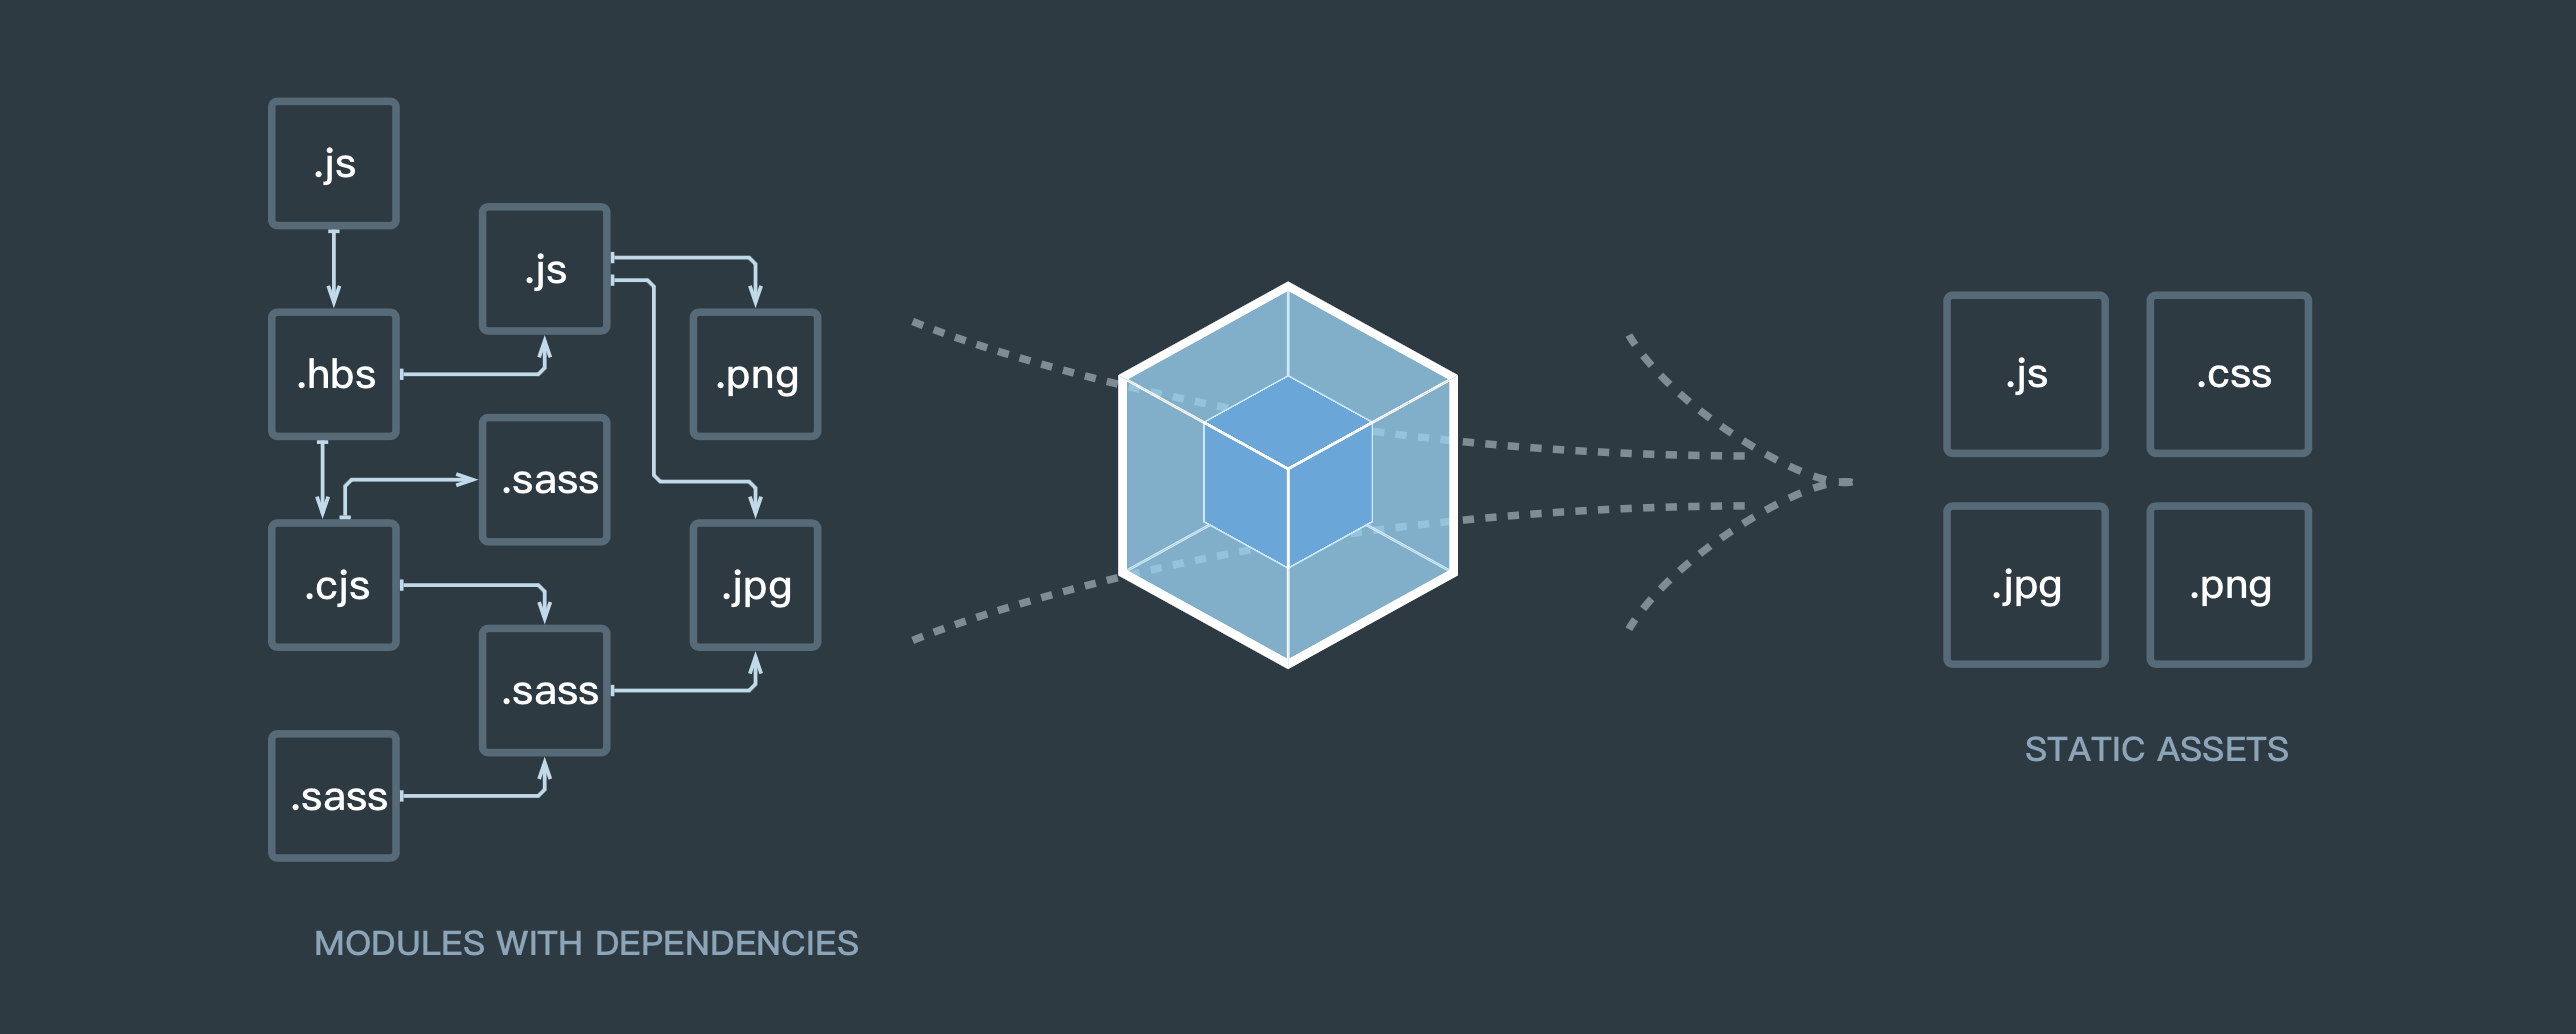 .js
.js
.hbs
.png
.sass
.cjs
.jpg
.sass
.sass
MODULES WITH DEPENDENCIES
.js
.css
.jpg
.png
STATIC ASSETS